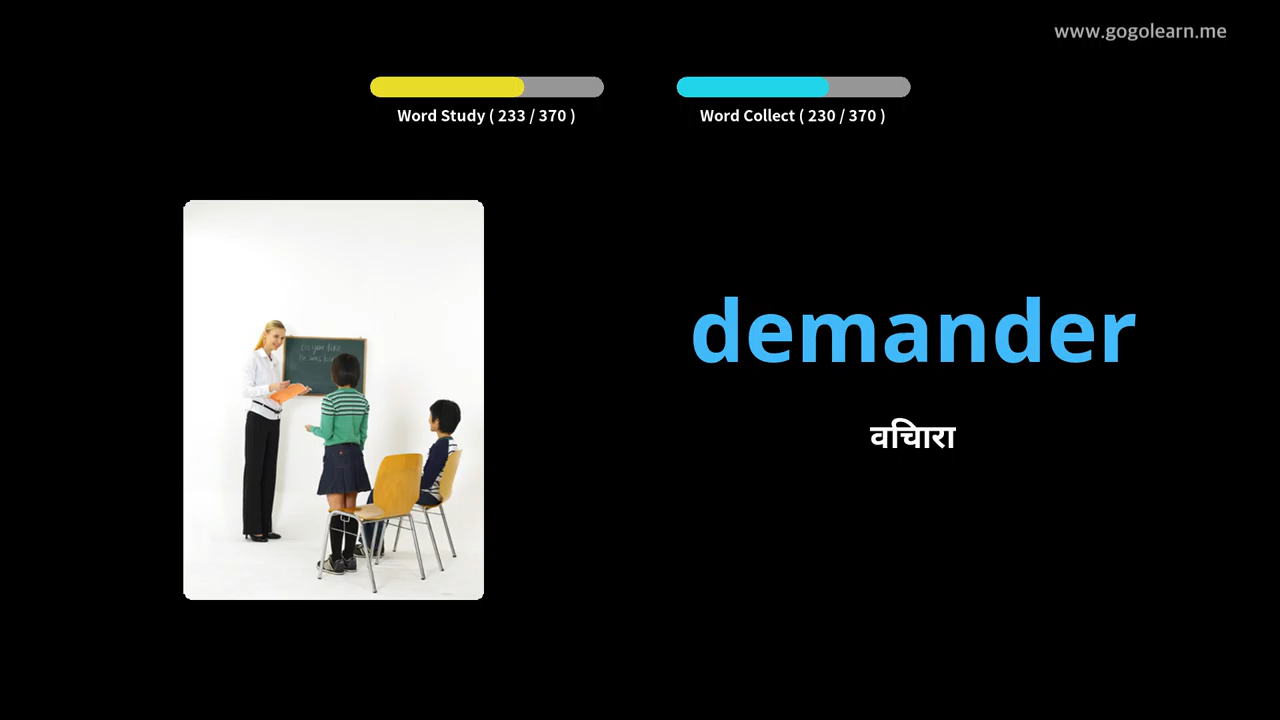 www.gogolearn.me
Word Study ( 233 / 370 )
Word Collect ( 230 / 370 )
demander
वचिारा